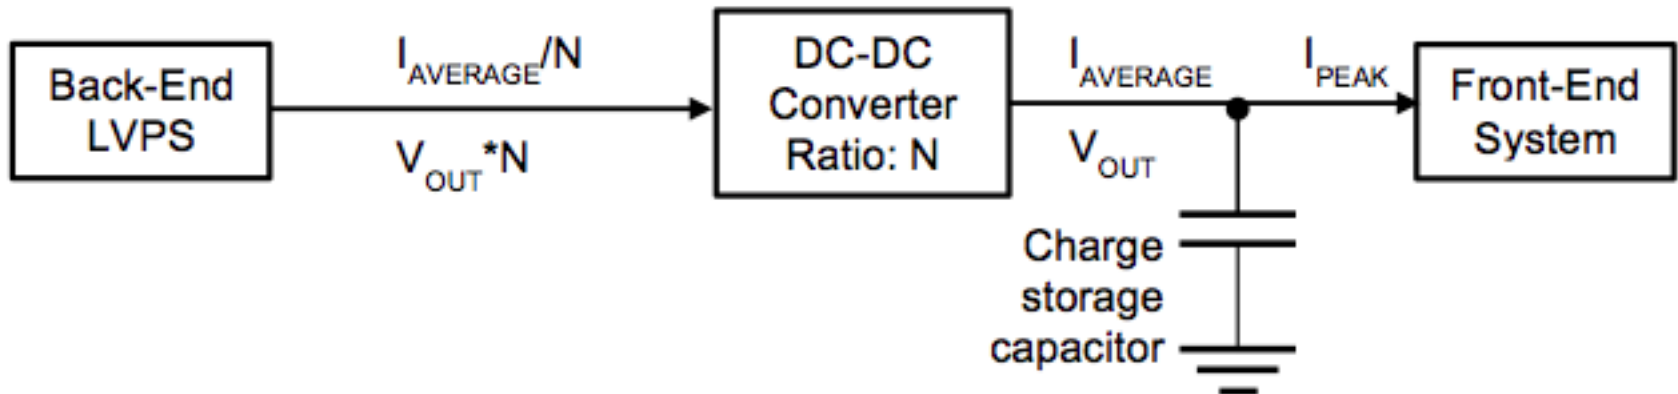 Back-End
LVPS
I_AVERAGE/N
V_OUT*N
DC-DC
Converter
Ratio: N
I_AVERAGE
V_OUT
I_PEAK
Front-End
System
Charge
storage
capacitor